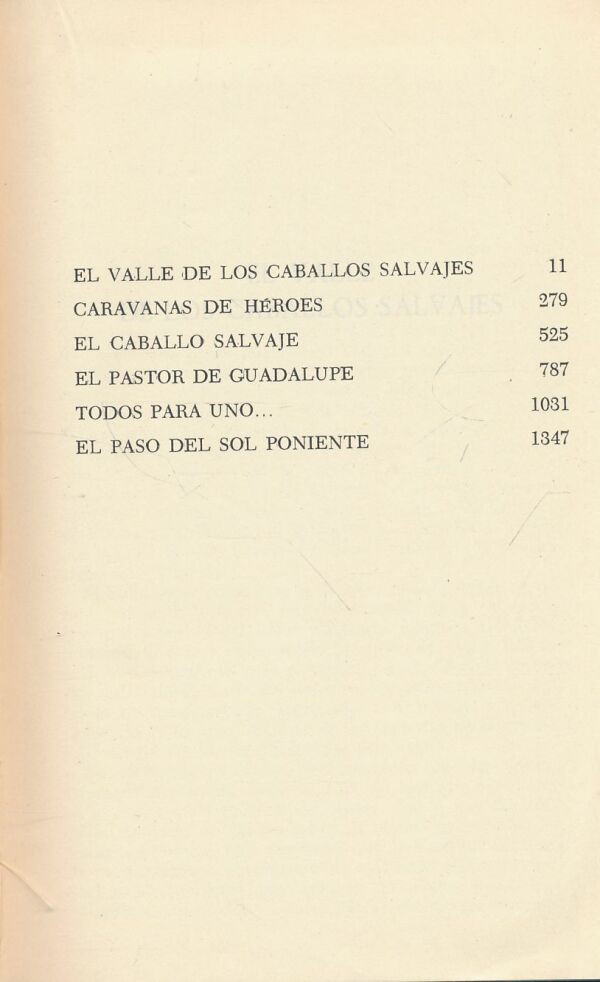 EL VALLE DE LOS CABALLOS SALVAJES 11
CARAVANAS DE HÉROES 279
EL CABALLO SALVAJE 525
EL PASTOR DE GUADALUPE 787
TODOS PARA UNO... 1031
EL PASO DEL SOL PONIENTE 1347